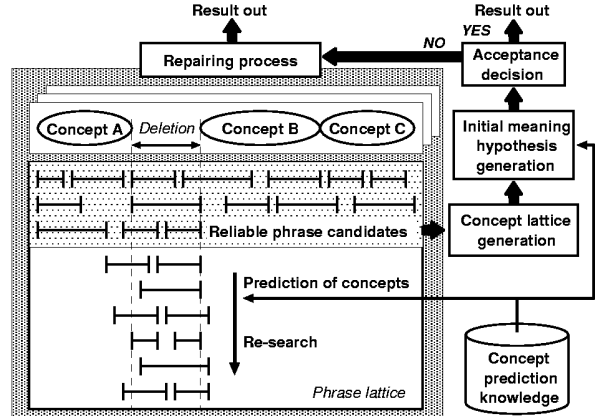 Result out
Result out
NO
YES
Repairing process
Acceptance
decision
Concept A
Deletion
Concept B
Concept C
Initial meaning
hypothesis
generation
Reliable phrase candidates
Concept lattice
generation
Prediction of concepts
Re-search
Phrase lattice
Concept
prediction
knowledge